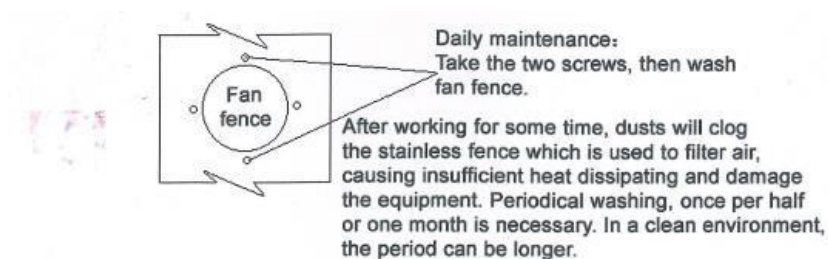 Fan
fence
Daily maintenance:
Take the two screws, then wash
fan fence.
After working for some time, dusts will clog
the stainless fence which is used to filter air,
causing insufficient heat dissipating and damage
the equipment. Periodical washing, once per half
or one month is necessary. In a clean environment,
the period can be longer.